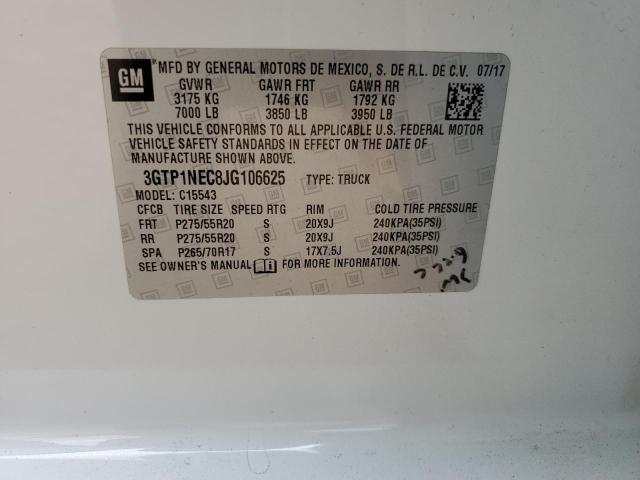 GM
MFD BY GENERAL MOTORS DE MEXICO, S. DE R.L. DE C.V. 07/17
GVWR GAWR FRT GAWR RR
3175 KG 1746 KG 1792 KG
7000 LB 3850 LB 3950 LB
THIS VEHICLE CONFORMS TO ALL APPLICABLE U.S. FEDERAL MOTOR
VEHICLE SAFETY STANDARDS IN EFFECT ON THE DATE OF
MANUFACTURE SHOWN ABOVE.
3GTP1NEC8JG106625 TYPE: TRUCK
MODEL: C15543
CFCB TIRE SIZE SPEED RTG RIM COLD TIRE PRESSURE
FRT P275/55R20 S 20X9J 240KPA(35PSI)
RR P275/55R20 S 20X9J 240KPA(35PSI)
SPA P265/70R17 S 17X7.5J 240KPA(35PSI)
SEE OWNER'S MANUAL FOR MORE INFORMATION.